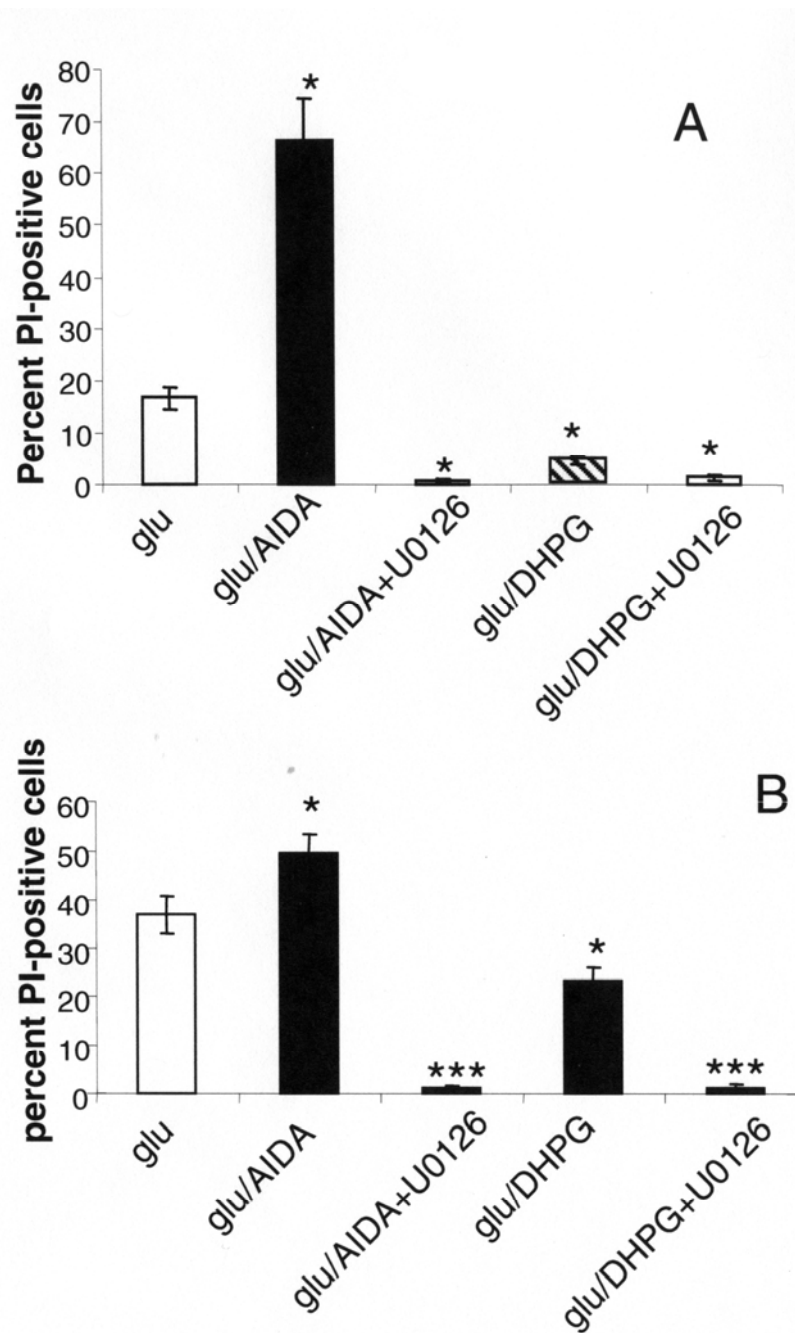 A
Percent PI-positive cells
80
70
60
50
40
30
20
10
0
*
*
*
*
glu
glu/AIDA
glu/AIDA+U0126
glu/DHPG
glu/DHPG+U0126
B
percent PI-positive cells
60
50
40
30
20
10
0
*
***
*
***
glu
glu/AIDA
glu/AIDA+U0126
glu/DHPG
glu/DHPG+U0126